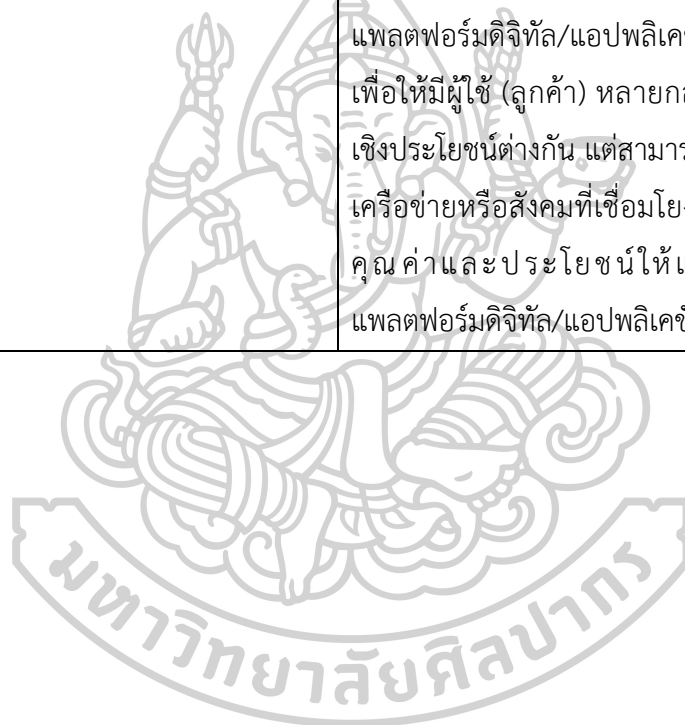 แพลตฟอร์มดิจิทัล/แอปพลิเค
เพื่อให้มีผู้ใช้ (ลูกค้า) หลาย
เชิงประโยชน์ต่างกัน แต่สามาร
เครือข่ายหรือสังคมที่เชื่อมโย
คุณค่าและประโยชน์ให้
แพลตฟอร์มดิจิทัล/แอปพลิเค
มหาวิทยาลัยศิลปากร